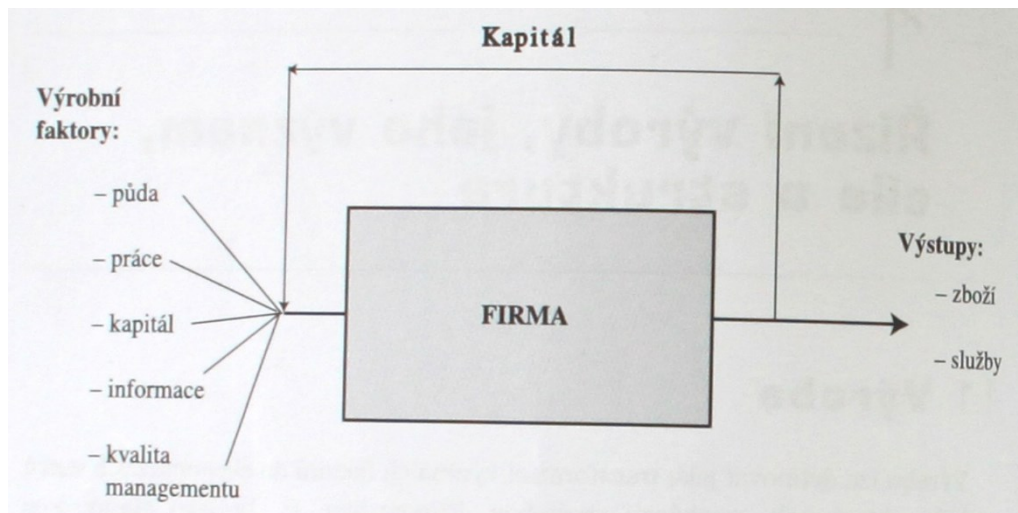 Kapitál
Výrobní
faktory:
– půda
– práce
– kapitál
– informace
– kvalita
managementu
FIRMA
Výstupy:
– zboží
– služby